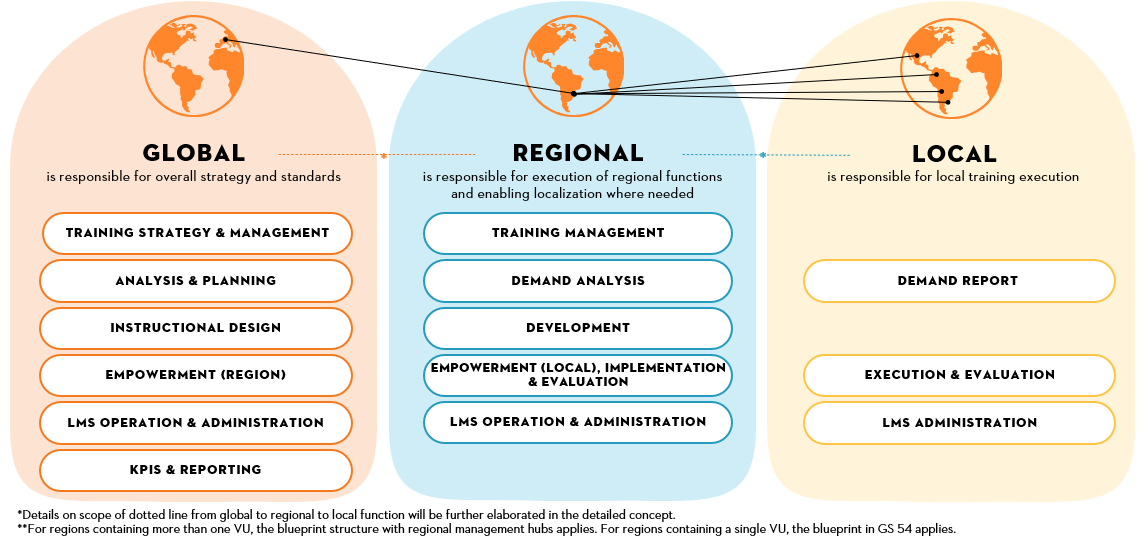 GLOBAL
*
is responsible for overall strategy and standards
TRAINING STRATEGY & MANAGEMENT
ANALYSIS & PLANNING
INSTRUCTIONAL DESIGN
EMPOWERMENT (REGION)
LMS OPERATION & ADMINISTRATION
KPIS & REPORTING
REGIONAL
*
is responsible for execution of regional functions
and enabling localization where needed
TRAINING MANAGEMENT
DEMAND ANALYSIS
DEVELOPMENT
EMPOWERMENT (LOCAL), IMPLEMENTATION
& EVALUATION
LMS OPERATION & ADMINISTRATION
LOCAL
is responsible for local training execution
DEMAND REPORT
EXECUTION & EVALUATION
LMS ADMINISTRATION
*Details on scope of dotted line from global to regional to local function will be further elaborated in the detailed concept.
**For regions containing more than one VU, the blueprint structure with regional management hubs applies. For regions containing a single VU, the blueprint in GS 54 applies.